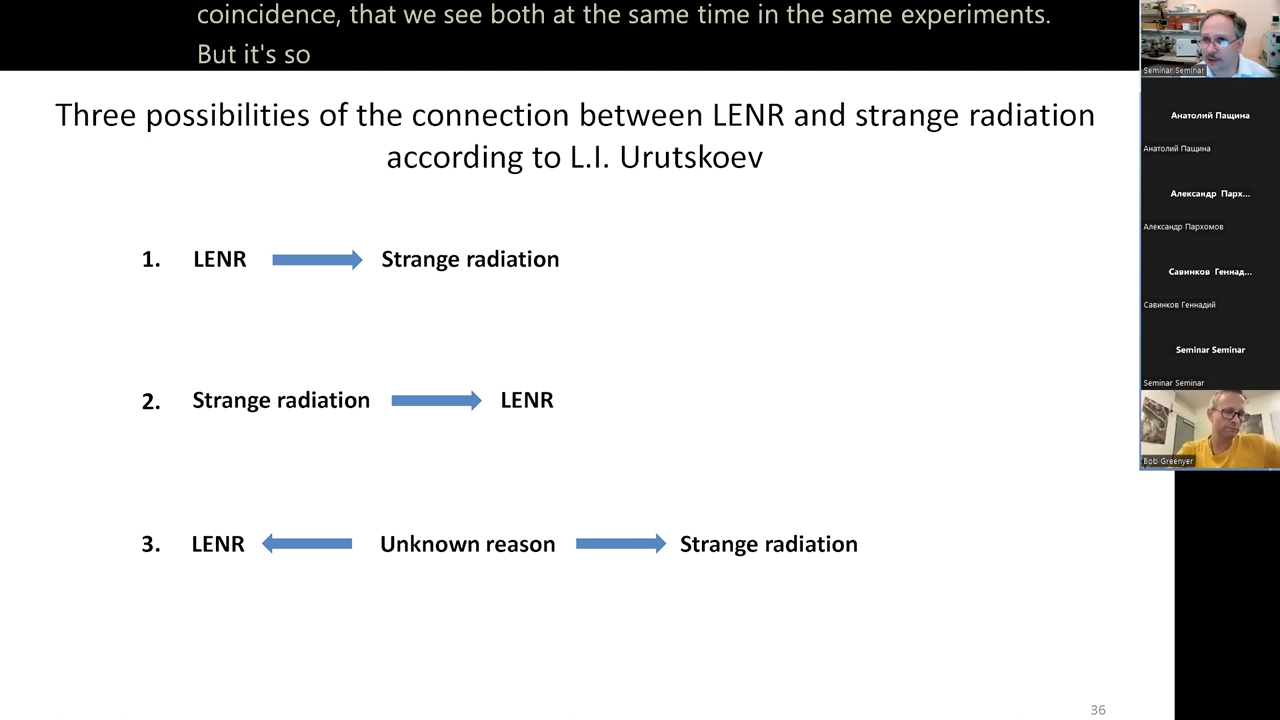 coincidence, that we see both at the same time in the same experiments.
But it's so
Three possibilities of the connection between LENR and strange radiation
according to L.I. Urutskoev
1. LENR Strange radiation
2. Strange radiation LENR
3. LENR Unknown reason Strange radiation
36
Seminar Seminar
Анатолий Пащина
Анатолий Пащина
Александр Парх...
Александр Пархомов
Савинков Геннад...
Савинков Геннадий
Seminar Seminar
Seminar Seminar
Bob Greenyer